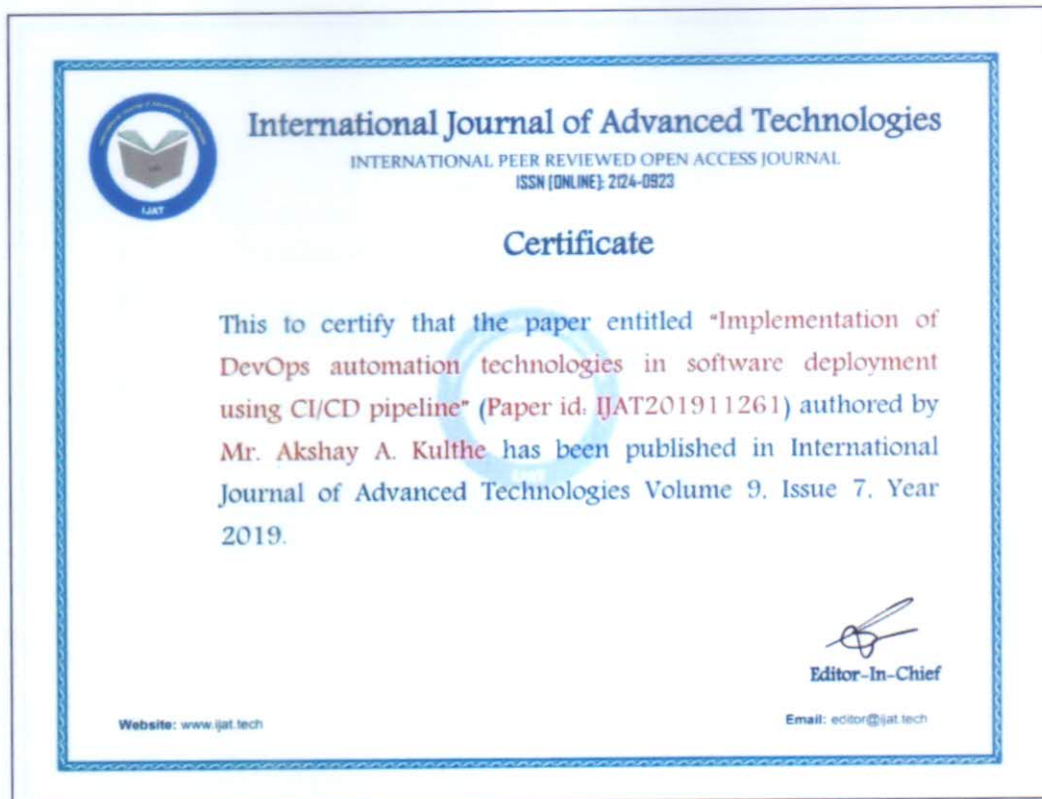 International Journal of Advanced Technologies
INTERNATIONAL PEER REVIEWED OPEN ACCESS JOURNAL
ISSN (ONLINE): 2124-0923
IJAT
Certificate
This to certify that the paper entitled "Implementation of
DevOps automation technologies in software deployment
using CI/CD pipeline" (Paper id: IJAT201911261) authored by
Mr. Akshay A. Kulthe has been published in International
Journal of Advanced Technologies Volume 9, Issue 7, Year
2019.
Editor-In-Chief
Website: www.ijat.tech
Email: editor@ijat.tech